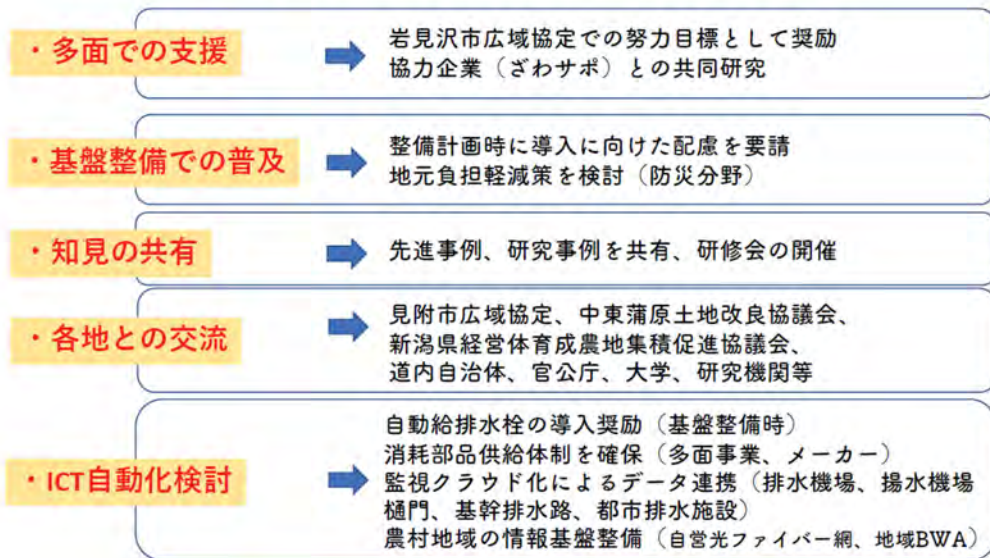 ・多面での支援
岩見沢市広域協定での努力目標として奨励
協力企業（ざわサポ）との共同研究
・基盤整備での普及
整備計画時に導入に向けた配慮を要請
地元負担軽減策を検討（防災分野）
・知見の共有
先進事例、研究事例を共有、研修会の開催
・各地との交流
見附市広域協定、中東蒲原土地改良協議会、
新潟県経営体育成農地集積促進協議会、
道内自治体、官公庁、大学、研究機関等
・ICT自動化検討
自動給排水栓の導入奨励（基盤整備時）
消耗部品供給体制を確保（多面事業、メーカー）
監視クラウド化によるデータ連携（排水機場、揚水機場
樋門、基幹排水路、都市排水施設）
農村地域の情報基盤整備（自営光ファイバー網、地域BWA）